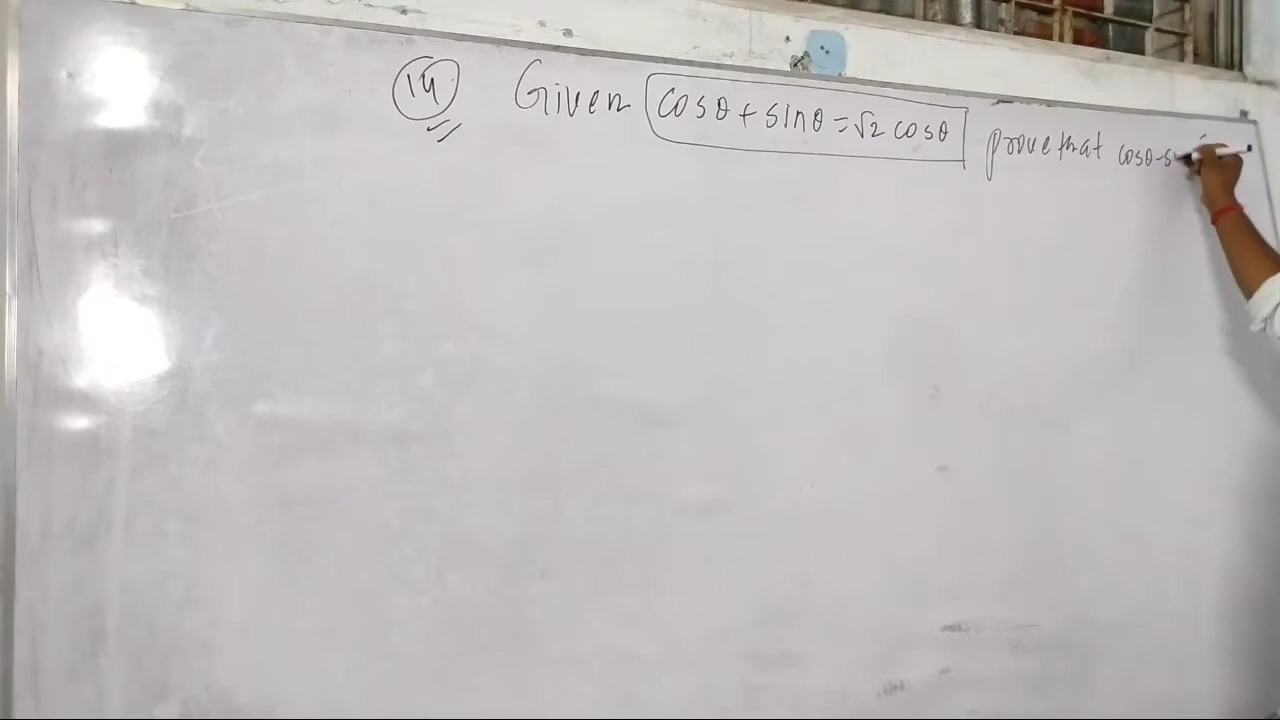 14 Given cosθ + sinθ = √2 cosθ prove that cosθ-s